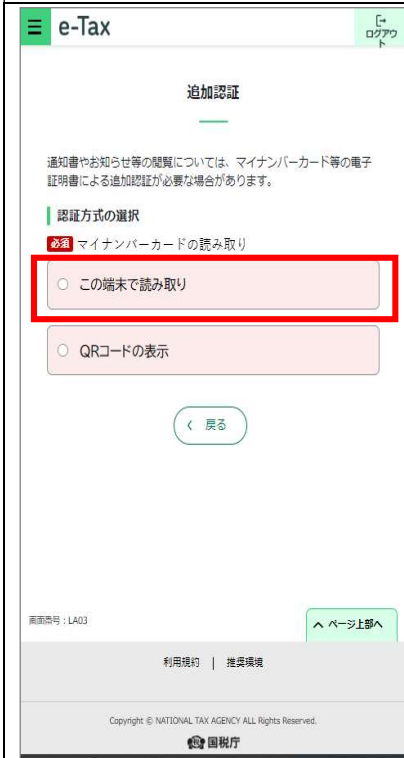 e-Tax
ログアウ
ト
追加認証
通知書やお知らせ等の閲覧については、マイナンバーカード等の電子
証明書による追加認証が必要な場合があります。
認証方式の選択
必須 マイナンバーカードの読み取り
この端末で読み取り
QRコードの表示
戻る
画面番号：LA03
ページ上部へ
利用規約 | 推奨環境
Copyright © NATIONAL TAX AGENCY ALL Rights Reserved.
国税庁